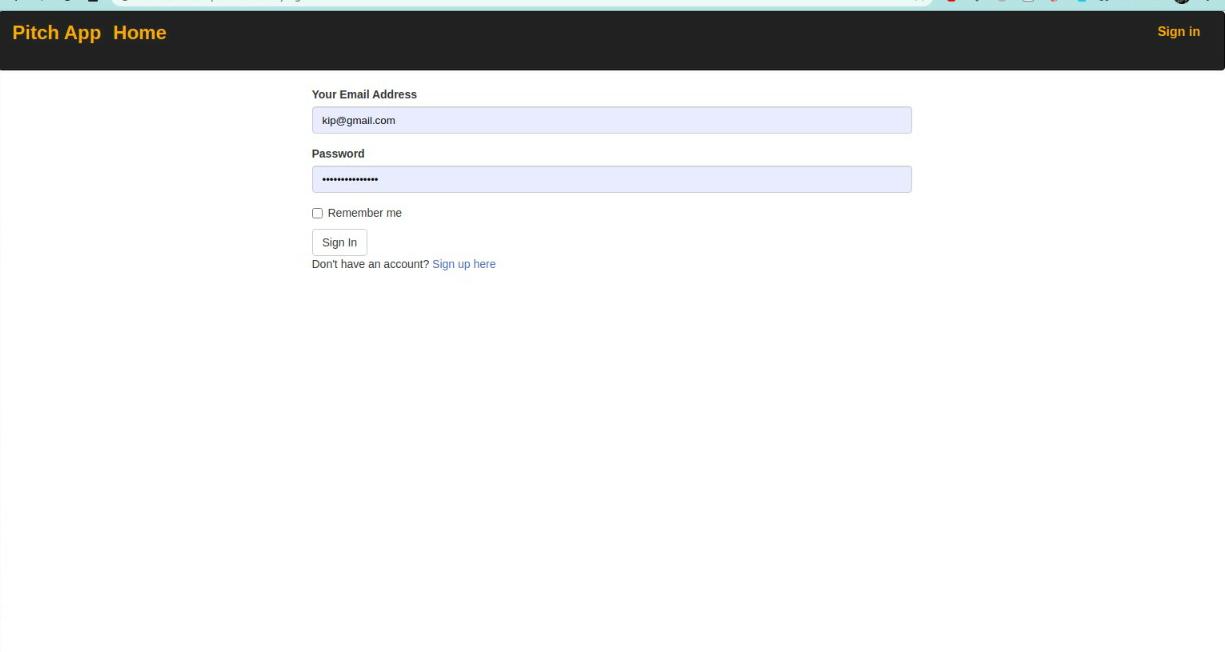 Pitch App Home Sign in
Your Email Address
kip@gmail.com
Password
•••••••••••••••
Remember me
Sign In
Don't have an account? Sign up here